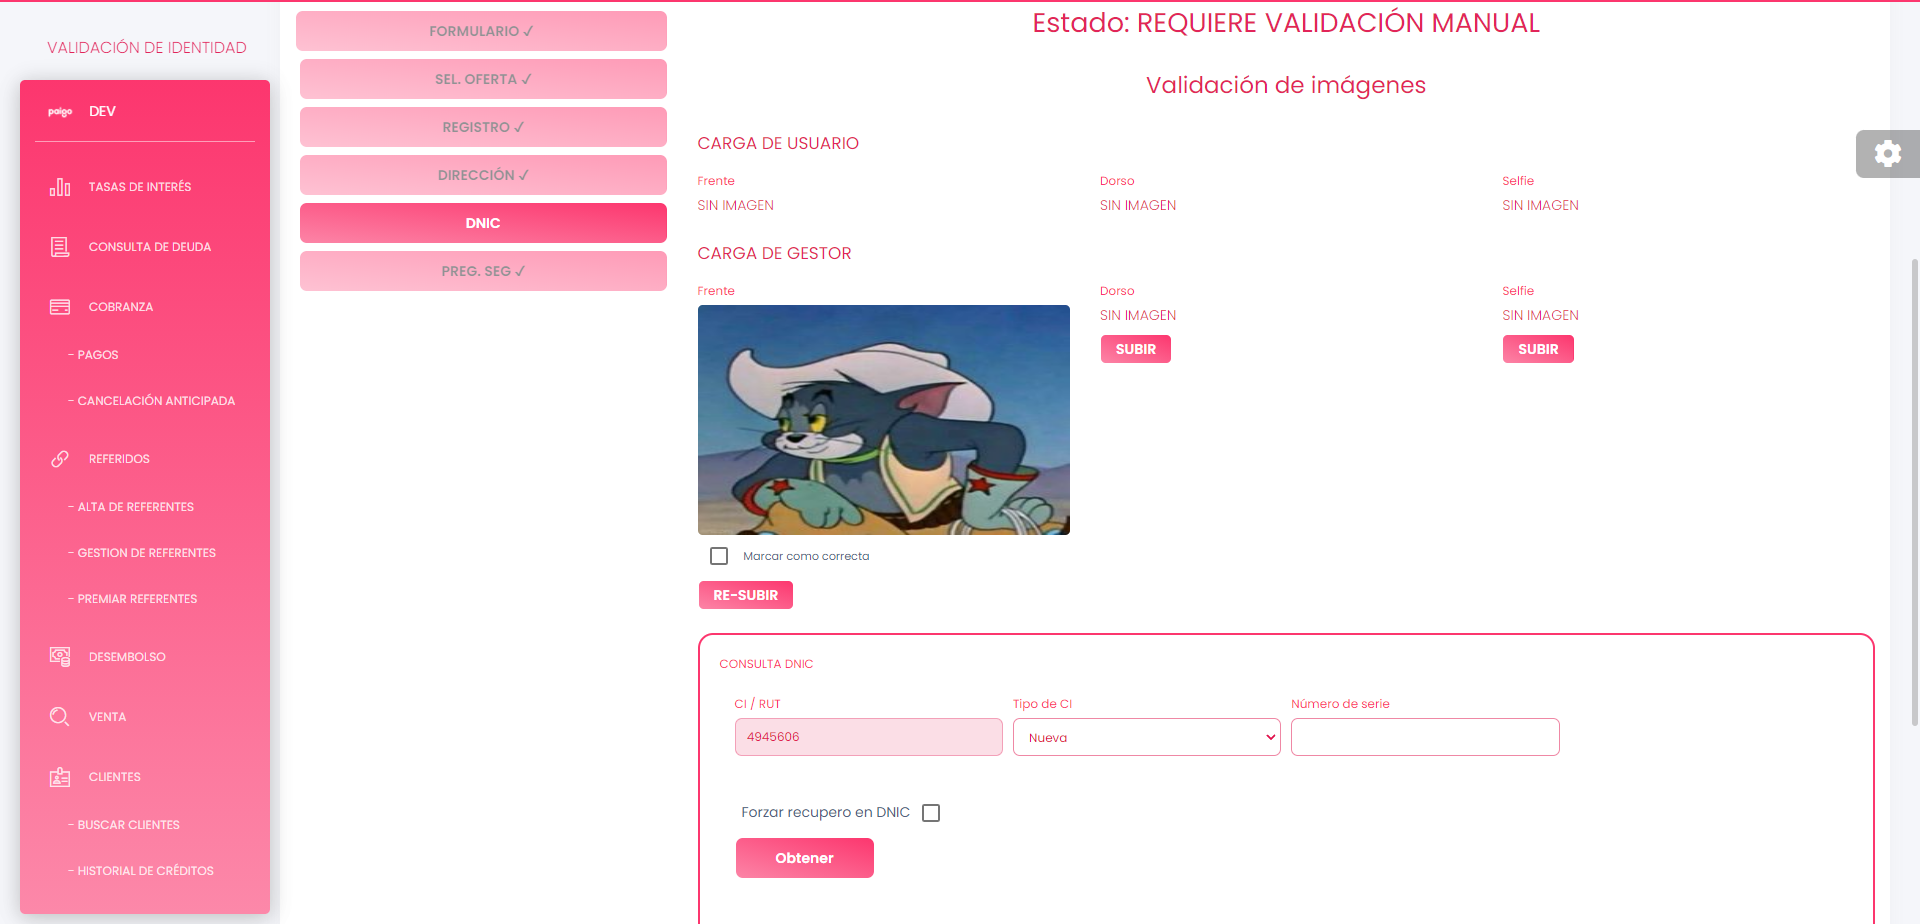 VALIDACIÓN DE IDENTIDAD
paigo DEV
TASAS DE INTERÉS
CONSULTA DE DEUDA
COBRANZA
- PAGOS
- CANCELACIÓN ANTICIPADA
REFERIDOS
- ALTA DE REFERENTES
- GESTION DE REFERENTES
- PREMIAR REFERENTES
DESEMBOLSO
VENTA
CLIENTES
- BUSCAR CLIENTES
- HISTORIAL DE CRÉDITOS
FORMULARIO ✓
SEL. OFERTA ✓
REGISTRO ✓
DIRECCIÓN ✓
DNIC
PREG. SEG ✓
Estado: REQUIERE VALIDACIÓN MANUAL
Validación de imágenes
CARGA DE USUARIO
Frente Dorso Selfie
SIN IMAGEN SIN IMAGEN SIN IMAGEN
CARGA DE GESTOR
Frente Dorso Selfie
SIN IMAGEN SIN IMAGEN
SUBIR SUBIR
Marcar como correcta
RE-SUBIR
CONSULTA DNIC
CI / RUT Tipo de CI Número de serie
4945606 Nueva
Forzar recupero en DNIC
Obtener